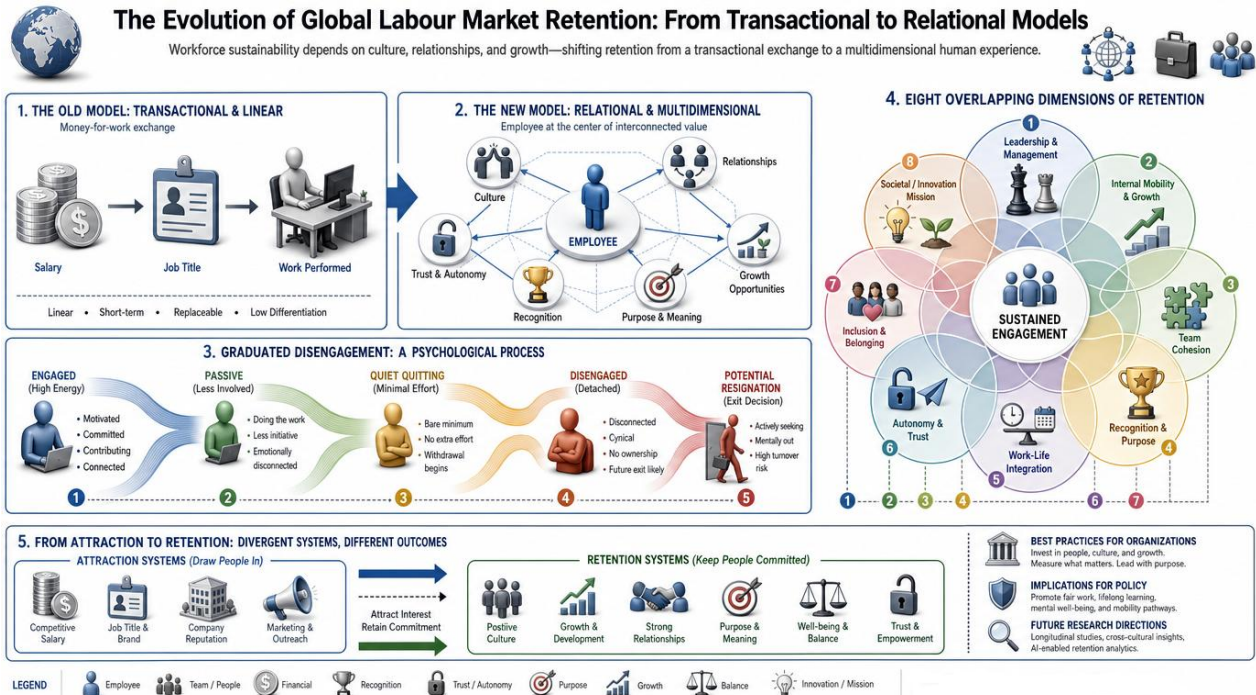 The Evolution of Global Labour Market Retention: From Transactional to Relational Models
Workforce sustainability depends on culture, relationships, and growth—shifting retention from a transactional exchange to a multidimensional human experience.
1. THE OLD MODEL: TRANSACTIONAL & LINEAR
Money-for-work exchange
$
Salary
Job Title
Work Performed
Linear • Short-term • Replaceable • Low Differentiation
2. THE NEW MODEL: RELATIONAL & MULTIDIMENSIONAL
Employee at the center of interconnected value
Culture
Relationships
EMPLOYEE
Trust & Autonomy
Growth
Opportunities
Recognition
Purpose & Meaning
3. GRADUATED DISENGAGEMENT: A PSYCHOLOGICAL PROCESS
ENGAGED
(High Energy)
• Motivated
• Committed
• Contributing
• Connected
PASSIVE
(Less Involved)
• Doing the work
• Less initiative
• Emotionally
disconnected
QUIET QUITTING
(Minimal Effort)
• Bare minimum
• No extra effort
• Withdrawal
begins
DISENGAGED
(Detached)
• Disconnected
• Cynical
• No ownership
• Future exit likely
POTENTIAL
RESIGNATION
(Exit Decision)
• Actively seeking
• Mentally out
• High turnover
risk
1 2 3 4 5
4. EIGHT OVERLAPPING DIMENSIONS OF RETENTION
1
Leadership &
Management
2
Internal Mobility
& Growth
3
Team
Cohesion
Recognition &
Purpose
4
Work-Life
Integration
5
Autonomy &
Trust
6
7
Inclusion &
Belonging
8
Societal / Innovation
Mission
SUSTAINED
ENGAGEMENT
1 2 3 4 6 7
5. FROM ATTRACTION TO RETENTION: DIVERGENT SYSTEMS, DIFFERENT OUTCOMES
ATTRACTION SYSTEMS (Draw People In)
$
Competitive
Salary
Job Title &
Brand
Company
Reputation
Marketing &
Outreach
Attract Interest
Retain Commitment
RETENTION SYSTEMS (Keep People Committed)
Postiive
Culture
Growth &
Development
Strong
Relationships
Purpose &
Meaning
Well-being &
Balance
Trust &
Empowerment
BEST PRACTICES FOR ORGANIZATIONS
Invest in people, culture, and growth.
Measure what matters. Lead with purpose.
IMPLICATIONS FOR POLICY
Promote fair work, lifelong learning,
mental well-being, and mobility pathways.
FUTURE RESEARCH DIRECTIONS
Longitudinal studies, cross-cultural insights,
AI-enabled retention analytics.
LEGEND
Employee
Team / People
$
Financial
Recognition
Trust / Autonomy
Purpose
Growth
Balance
Innovation / Mission